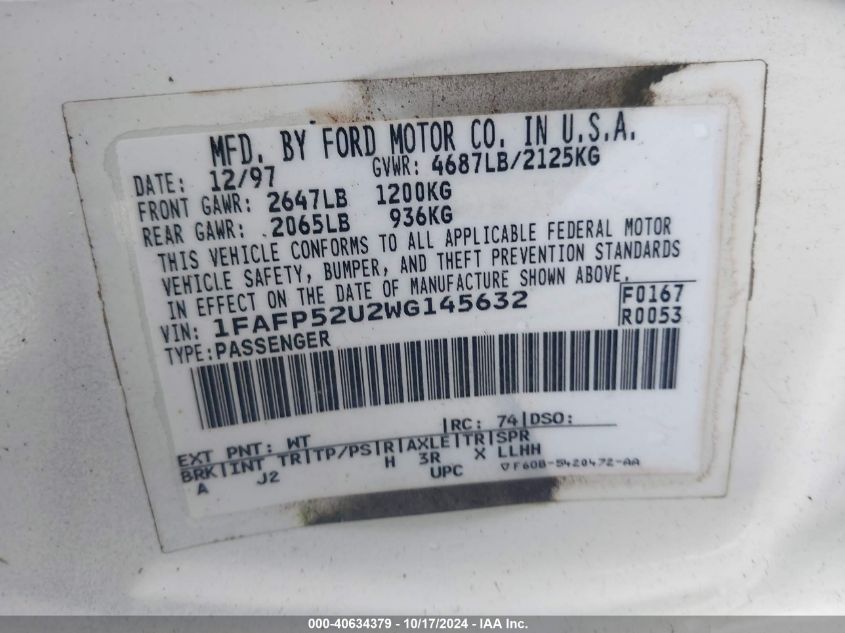 MFD. BY FORD MOTOR CO. IN U.S.A.
DATE: 12/97 GVWR: 4687LB/2125KG
FRONT GAWR: 2647LB 1200KG
REAR GAWR: 2065LB 936KG
THIS VEHICLE CONFORMS TO ALL APPLICABLE FEDERAL MOTOR
VEHICLE SAFETY, BUMPER, AND THEFT PREVENTION STANDARDS
IN EFFECT ON THE DATE OF MANUFACTURE SHOWN ABOVE.
VIN: 1FAFP52U2WG145632 F0167
TYPE: PASSENGER R0053
EXT PNT: WT RC: 74 DSO:
BRK INT TR TP/PS R AXLE TR SPR
A J2 H 3R X LLHH
UPC ▽F60B-5420472-AA
000-40634379 - 10/17/2024 - IAA, Inc.